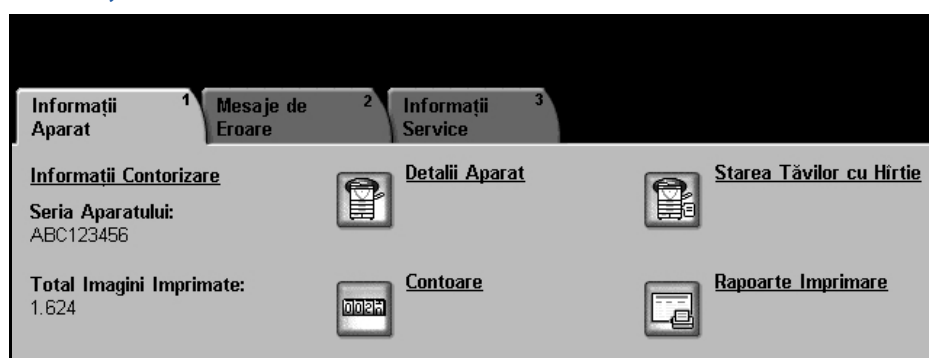 Informații 1
Aparat
Mesaje de 2
Eroare
Informații 3
Service
Informații Contorizare
Seria Aparatului:
ABC123456
Total Imagini Imprimate:
1.624
Detalii Aparat
Contoare
Starea Tăvilor cu Hîrtie
Rapoarte Imprimare